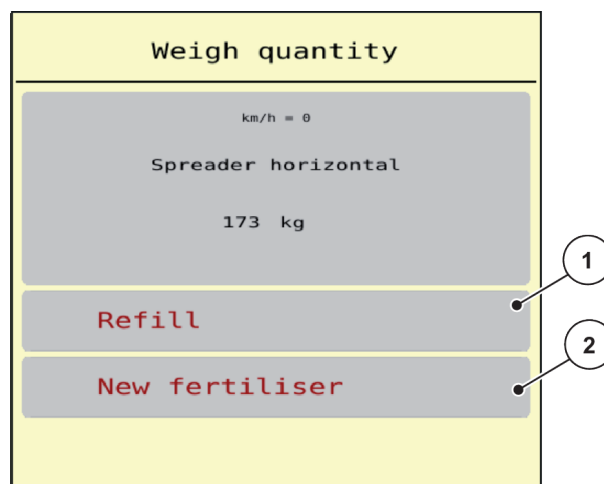 Weigh quantity
km/h = 0
Spreader horizontal
173 kg
Refill
1
New fertiliser
2